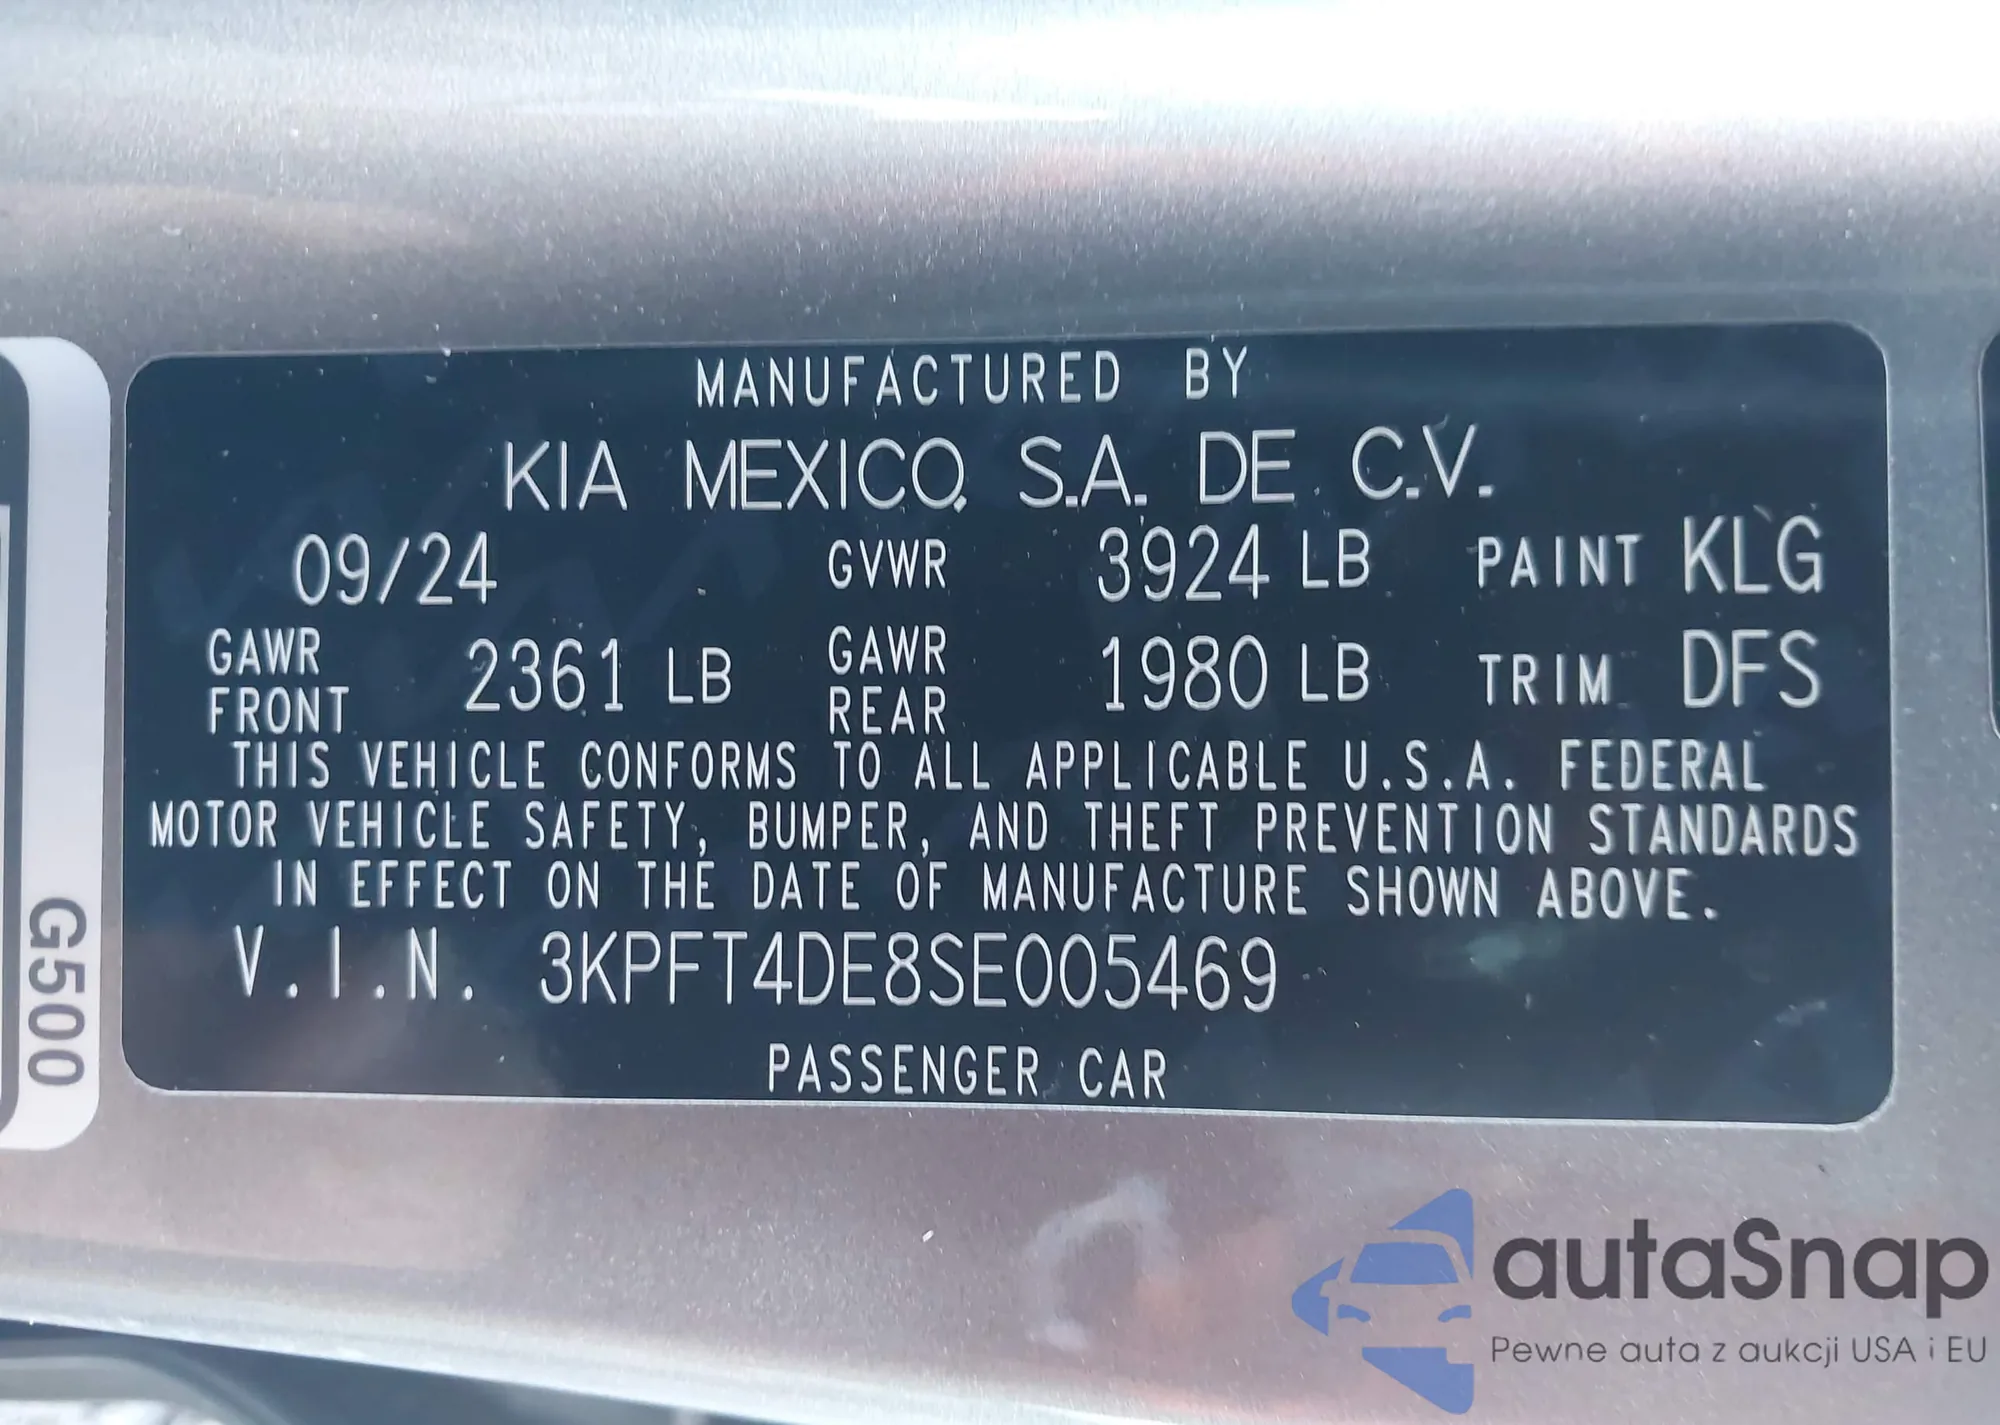 MANUFACTURED BY
KIA MEXICO, S.A. DE C.V.
09/24 GVWR 3924 LB PAINT KLG
GAWR FRONT 2361 LB GAWR REAR 1980 LB TRIM DFS
THIS VEHICLE CONFORMS TO ALL APPLICABLE U.S.A. FEDERAL
MOTOR VEHICLE SAFETY, BUMPER, AND THEFT PREVENTION STANDARDS
IN EFFECT ON THE DATE OF MANUFACTURE SHOWN ABOVE.
V.I.N. 3KPFT4DE8SE005469
PASSENGER CAR
G500
autaSnap
Pewne auta z aukcji USA i EU